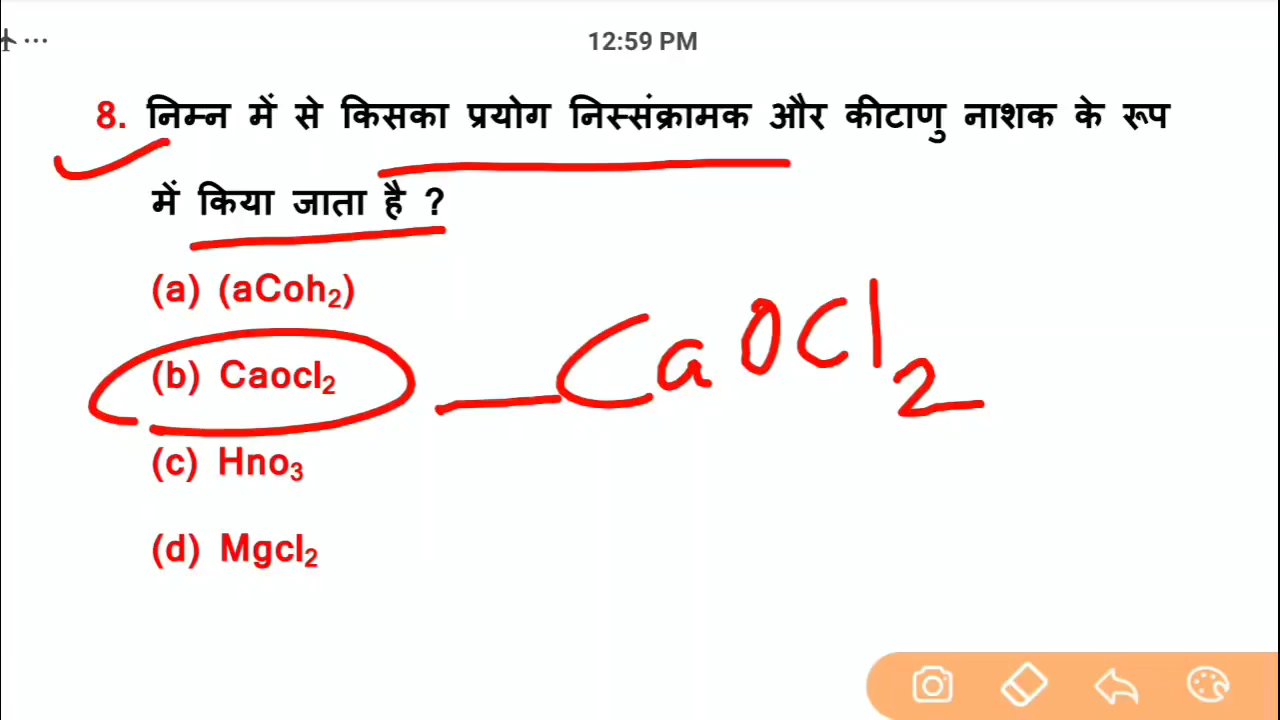 12:59 PM
8. निम्न में से किसका प्रयोग निस्संक्रामक और कीटाणु नाशक के रूप
में किया जाता है ?
(a) (aCoh₂)
(b) Caocl₂
CaOCl₂
(c) Hno₃
(d) Mgcl₂